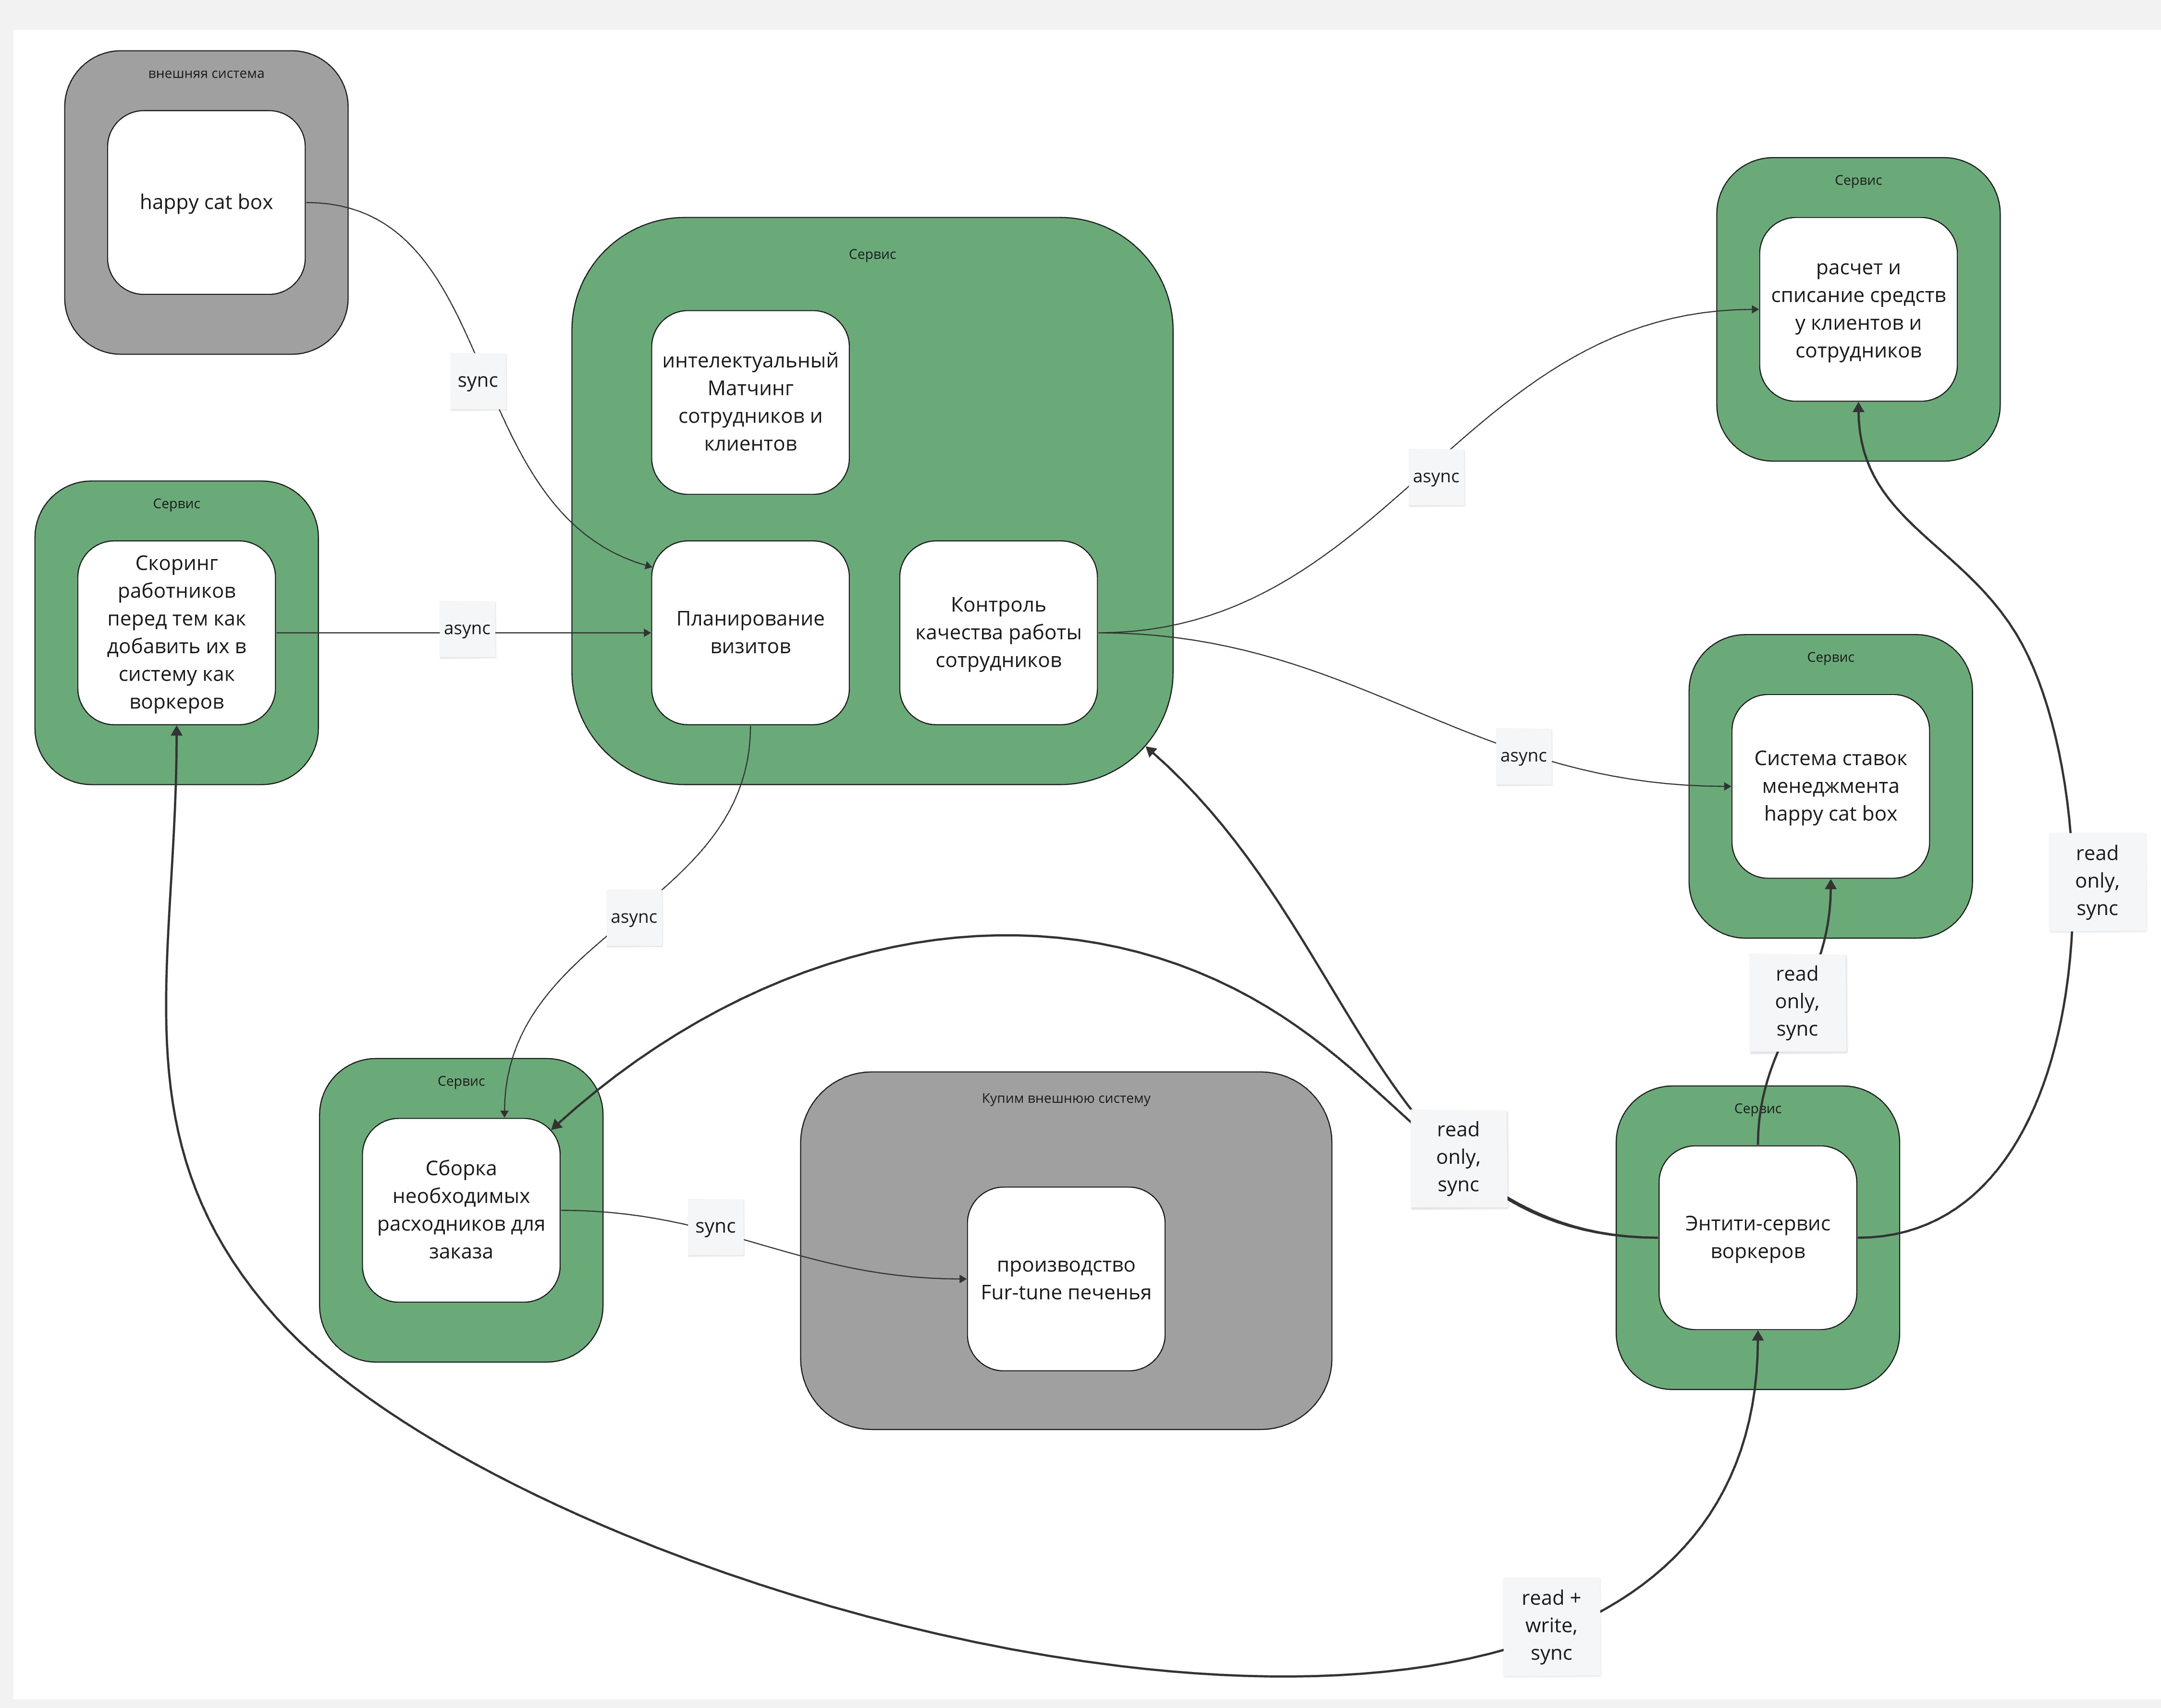 внешняя система
happy cat box
sync
Сервис
интелектуальный
Матчинг
сотрудников и
клиентов
Планирование
визитов
Контроль
качества работы
сотрудников
Сервис
расчет и
списание средств
у клиентов и
сотрудников
async
Сервис
Скоринг
работников
перед тем как
добавить их в
систему как
воркеров
async
Сервис
Система ставок
менеджмента
happy cat box
async
async
read
only,
sync
read
only,
sync
Сервис
Сборка
необходимых
расходников для
заказа
sync
Купим внешнюю систему
производство
Fur-tune печенья
read
only,
sync
Сервис
Энтити-сервис
воркеров
read +
write,
sync